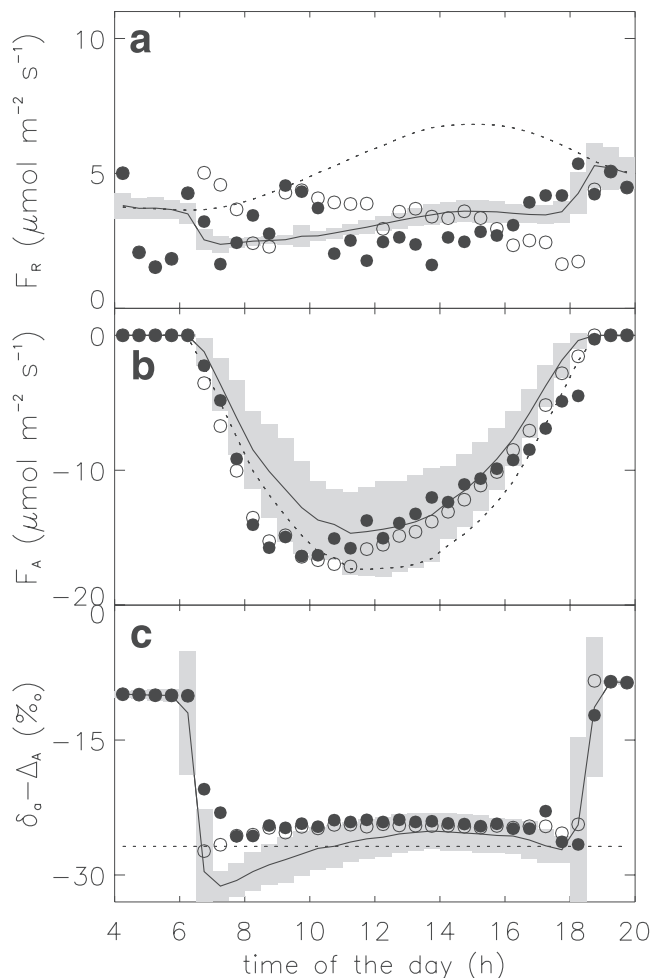 a
10
5
0
F_R (μmol m⁻² s⁻¹)
b
0
−10
−20
F_A (μmol m⁻² s⁻¹)
c
0
−15
−30
δ_a−Δ_A (‰)
4 6 8 10 12 14 16 18 20
time of the day (h)